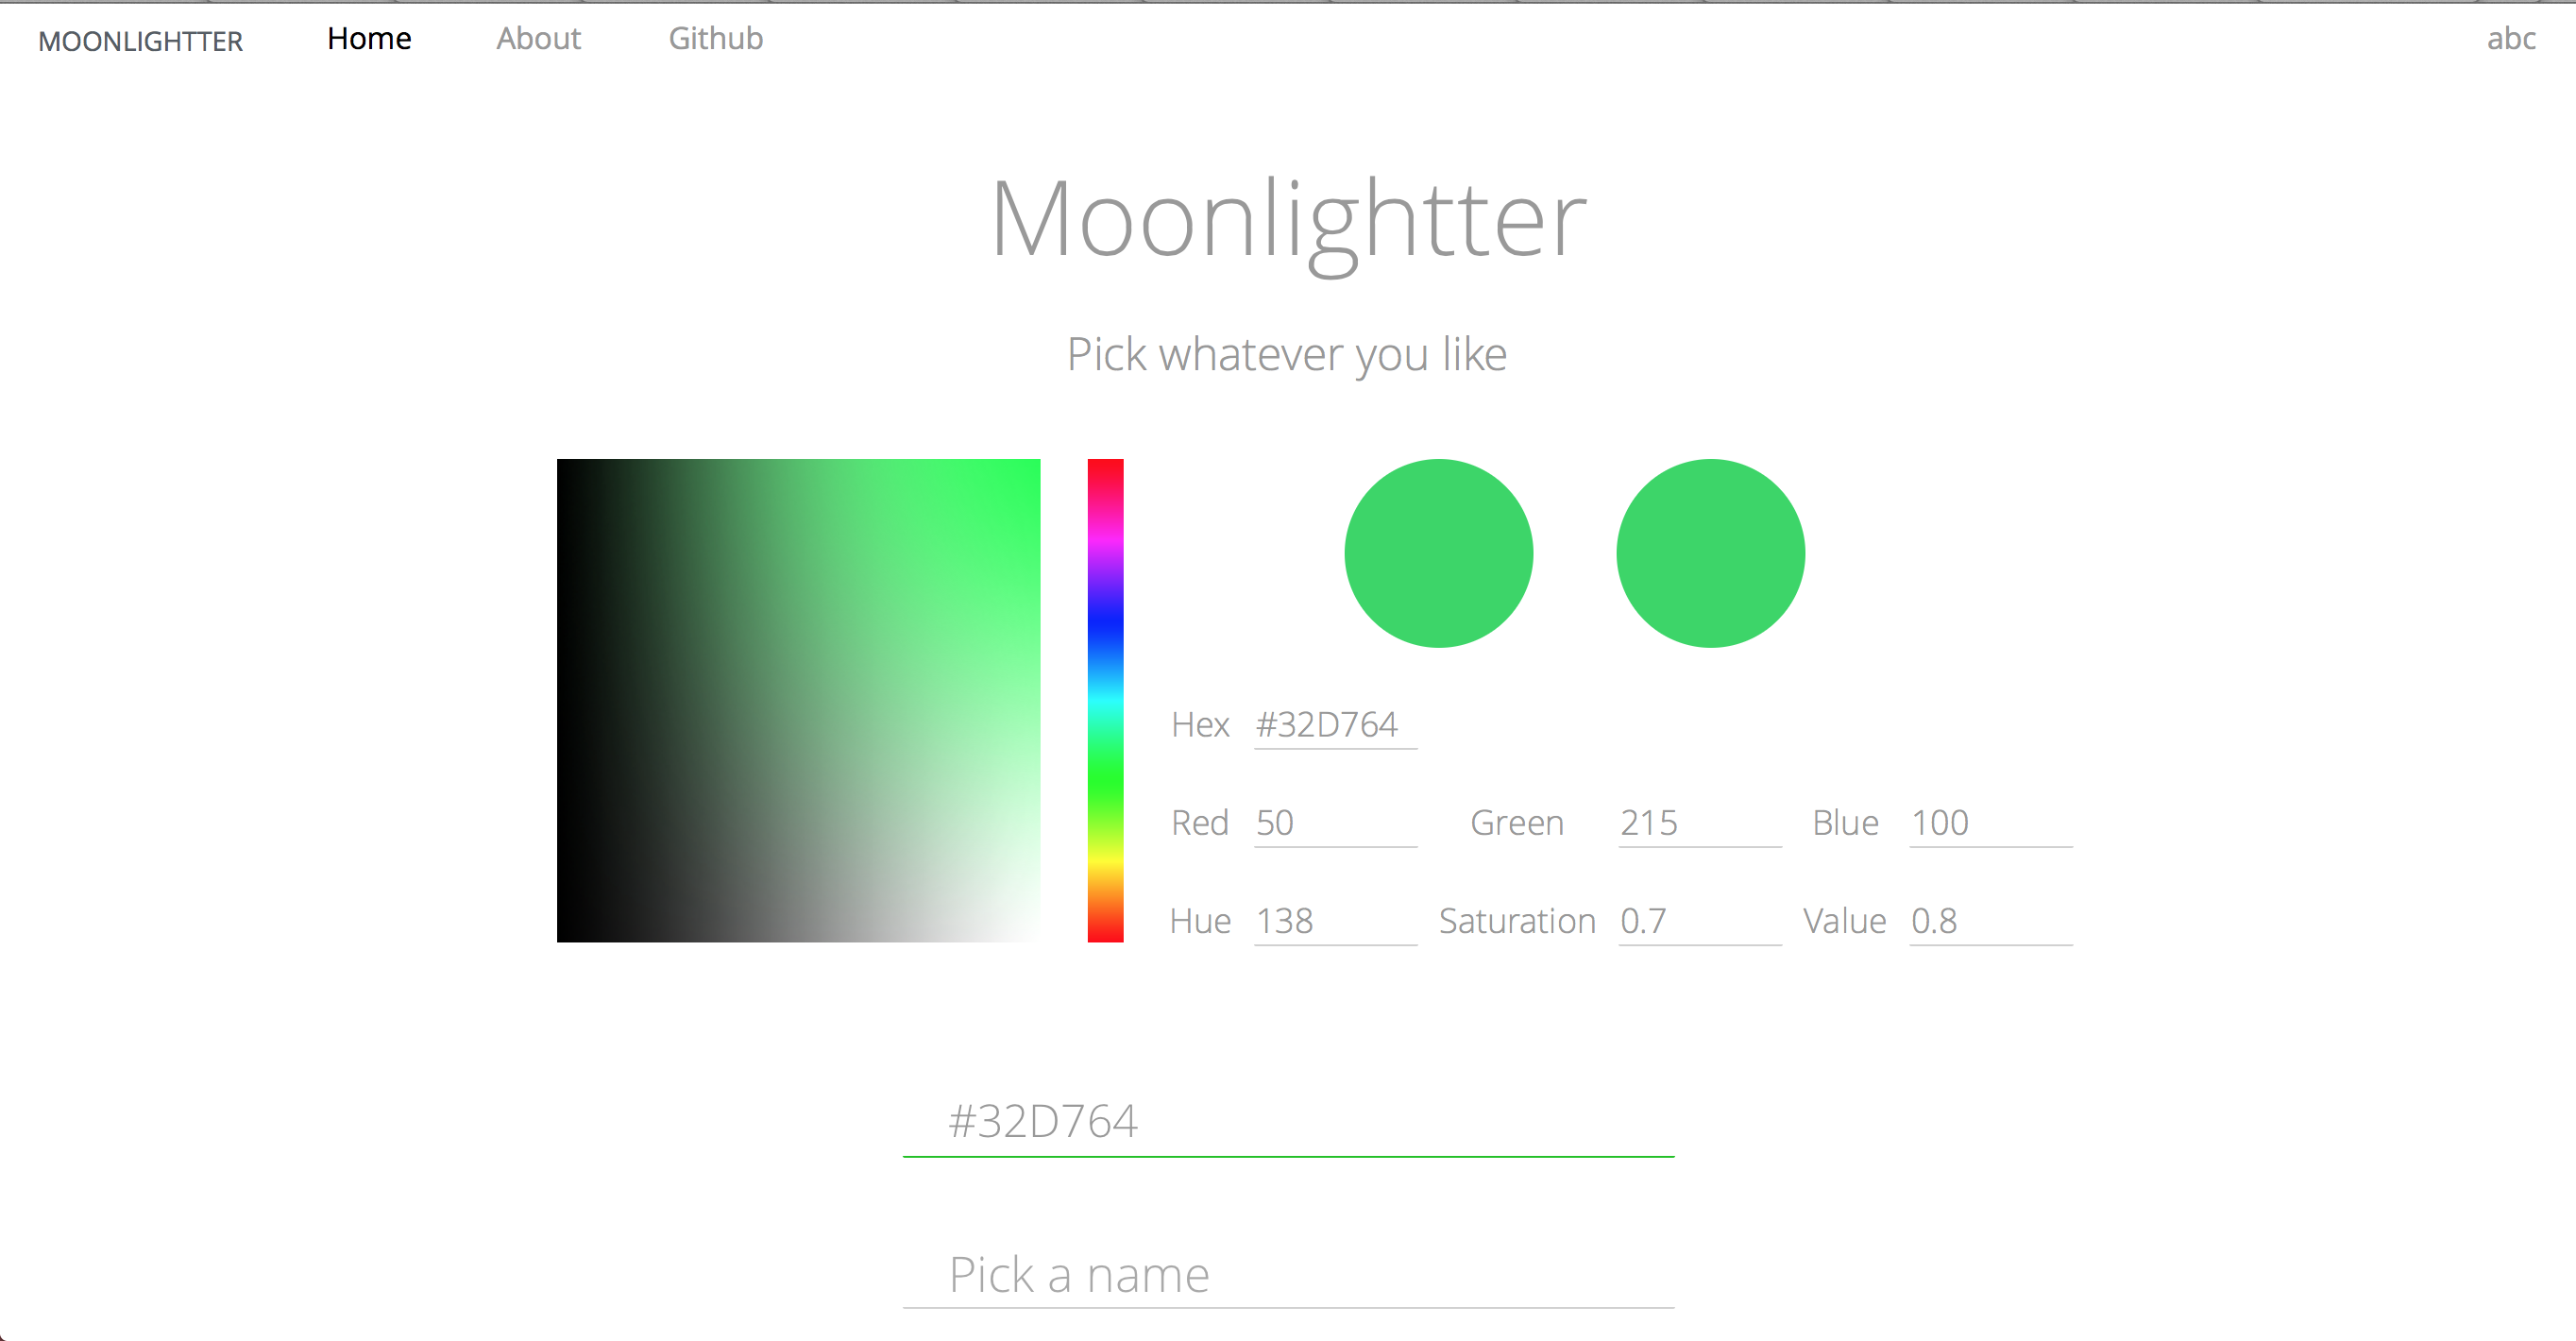 MOONLIGHTTER Home About Github abc
Moonlightter
Pick whatever you like
Hex #32D764
Red 50 Green 215 Blue 100
Hue 138 Saturation 0.7 Value 0.8
#32D764
Pick a name